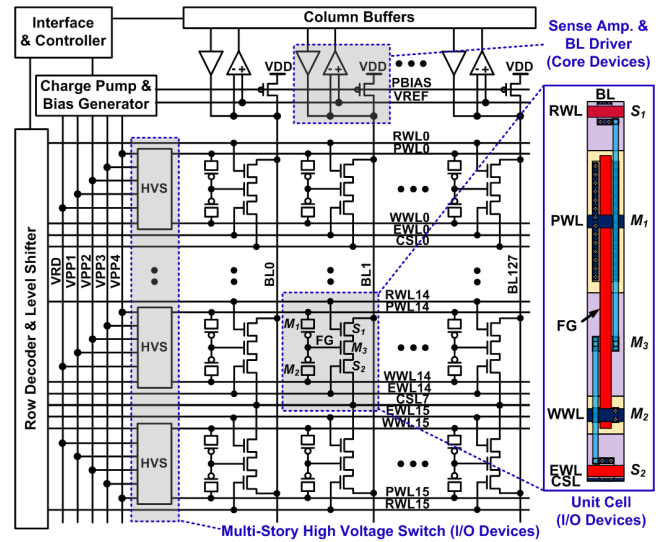 Interface & Controller
Column Buffers
Sense Amp. & BL Driver (Core Devices)
VDD VDD VDD
Charge Pump & Bias Generator
PBIAS
VREF
Row Decoder & Level Shifter
RWL0
PWL0
HVS
WWL0
EWL0
CSL0
VRD
VPP1
VPP2
VPP3
VPP4
BL0
BL1
BL127
RWL14
PWL14
HVS
M1
FG
S1
M3
M2
S2
WWL14
EWL14
CSL7
EWL15
WWL15
HVS
PWL15
RWL15
Multi-Story High Voltage Switch (I/O Devices)
BL
RWL S1
PWL M1
FG
M3
WWL M2
EWL S2
CSL
Unit Cell (I/O Devices)